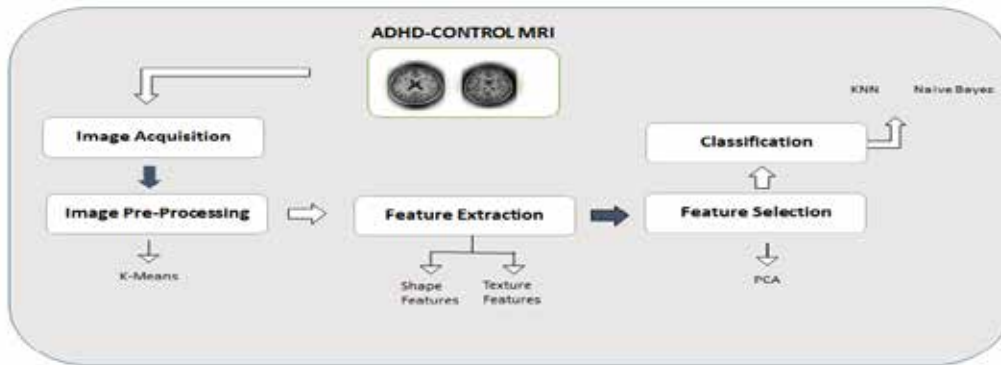 ADHD-CONTROL MRI
KNN Naive Bayes
Image Acquisition
Classification
Image Pre-Processing
Feature Extraction
Feature Selection
K-Means
Shape
Features
Texture
Features
PCA